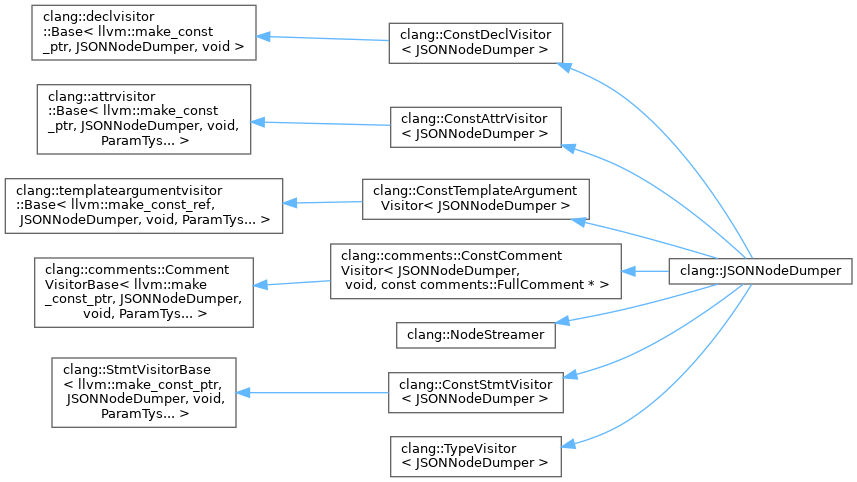 clang::declvisitor
::Base< llvm::make_const
_ptr, JSONNodeDumper, void >
clang::ConstDeclVisitor
< JSONNodeDumper >
clang::attrvisitor
::Base< llvm::make_const
_ptr, JSONNodeDumper, void,
ParamTys... >
clang::ConstAttrVisitor
< JSONNodeDumper >
clang::templateargumentvisitor
::Base< llvm::make_const_ref,
JSONNodeDumper, void, ParamTys... >
clang::ConstTemplateArgument
Visitor< JSONNodeDumper >
clang::comments::Comment
VisitorBase< llvm::make
_const_ptr, JSONNodeDumper,
void, ParamTys... >
clang::comments::ConstComment
Visitor< JSONNodeDumper,
void, const comments::FullComment * >
clang::JSONNodeDumper
clang::NodeStreamer
clang::StmtVisitorBase
< llvm::make_const_ptr,
JSONNodeDumper, void,
ParamTys... >
clang::ConstStmtVisitor
< JSONNodeDumper >
clang::TypeVisitor
< JSONNodeDumper >